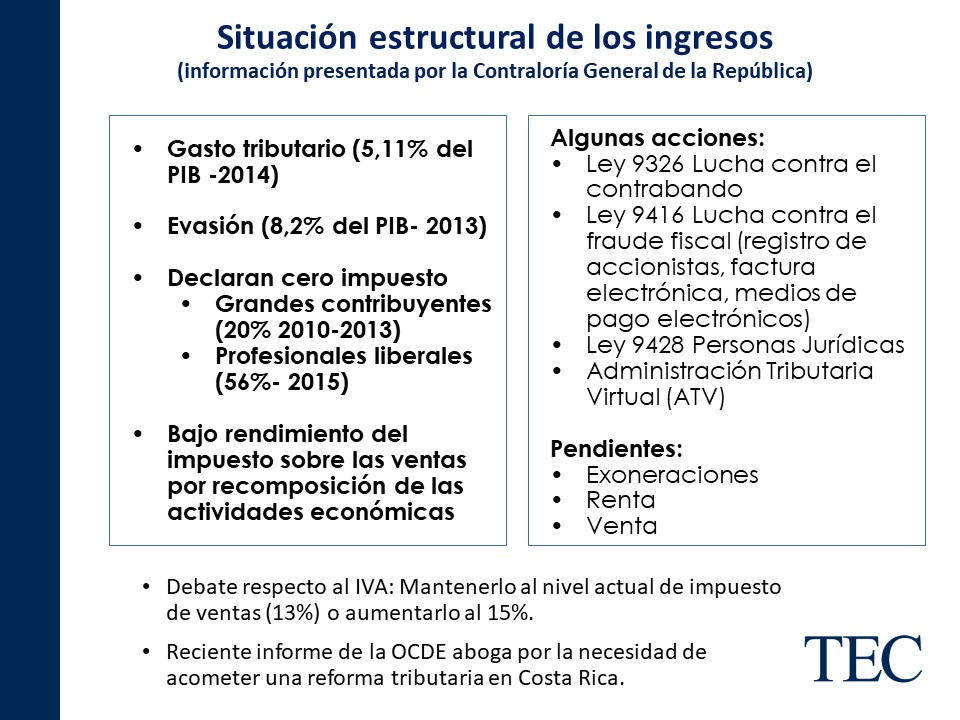 Situación estructural de los ingresos
(información presentada por la Contraloría General de la República)
• Gasto tributario (5,11% del
PIB -2014)
• Evasión (8,2% del PIB- 2013)
• Declaran cero impuesto
• Grandes contribuyentes
(20% 2010-2013)
• Profesionales liberales
(56%- 2015)
• Bajo rendimiento del
impuesto sobre las ventas
por recomposición de las
actividades económicas
Algunas acciones:
• Ley 9326 Lucha contra el
contrabando
• Ley 9416 Lucha contra el
fraude fiscal (registro de
accionistas, factura
electrónica, medios de
pago electrónicos)
• Ley 9428 Personas Jurídicas
• Administración Tributaria
Virtual (ATV)
Pendientes:
• Exoneraciones
• Renta
• Venta
• Debate respecto al IVA: Mantenerlo al nivel actual de impuesto
de ventas (13%) o aumentarlo al 15%.
• Reciente informe de la OCDE aboga por la necesidad de
acometer una reforma tributaria en Costa Rica.
TEC